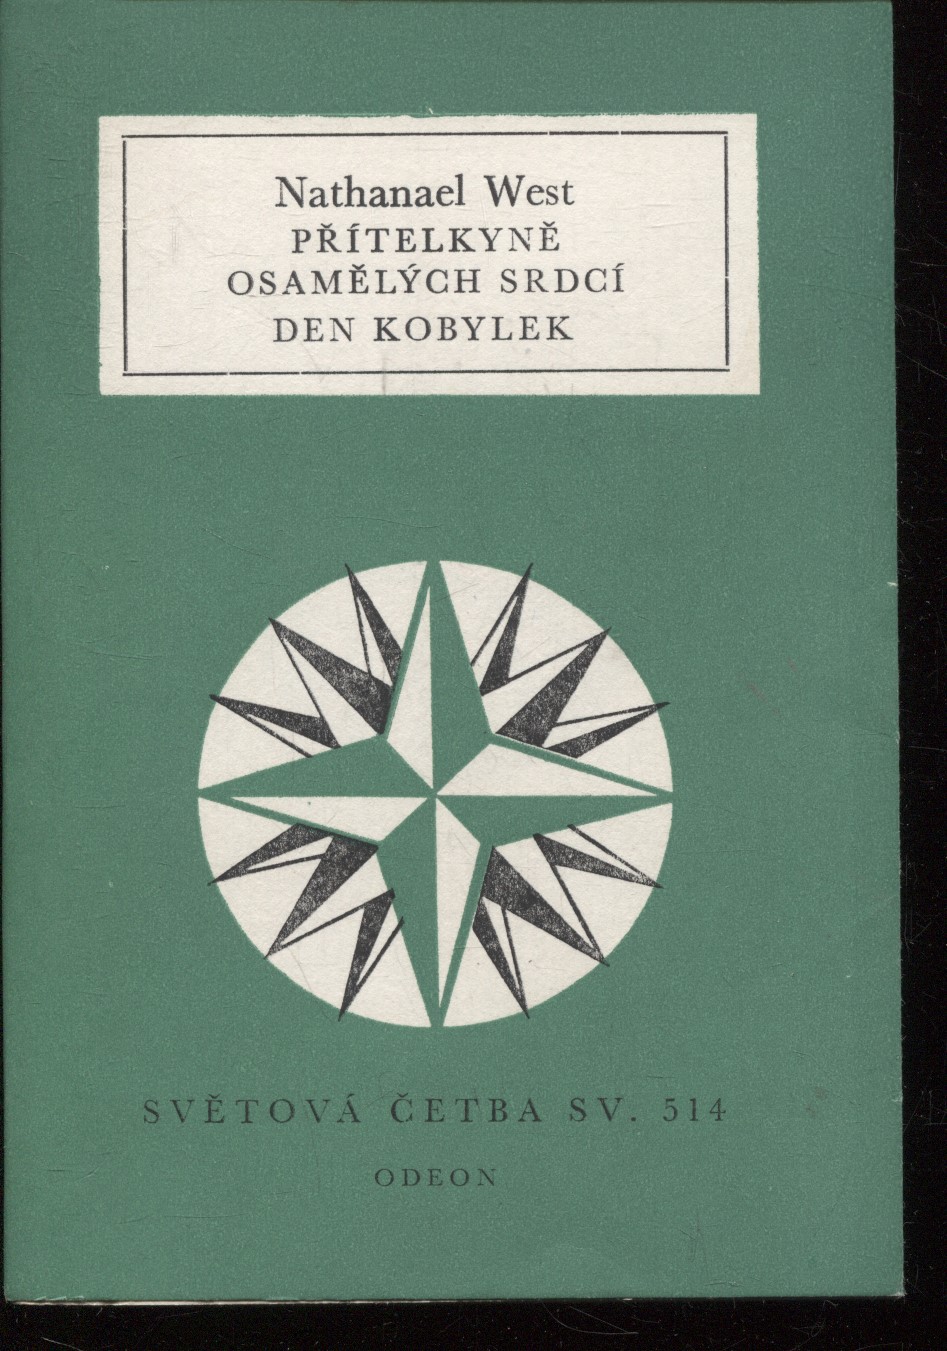 Nathanael West
PŘÍTELKYNĚ
OSAMĚLÝCH SRDCÍ
DEN KOBYLEK
SVĚTOVÁ ČETBA SV. 514
ODEON